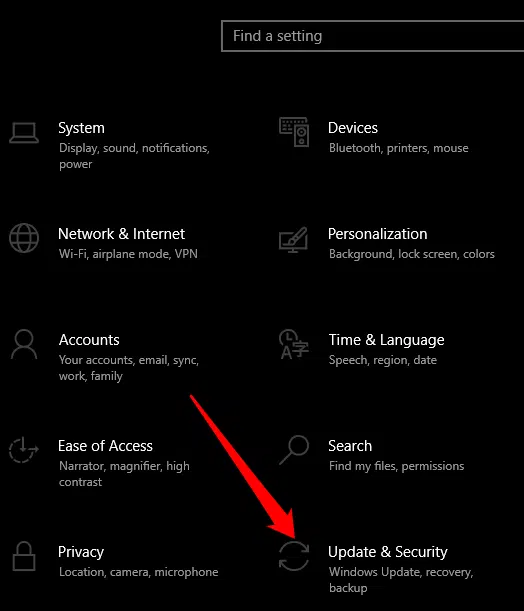 Find a setting
System
Display, sound, notifications,
power
Devices
Bluetooth, printers, mouse
Network & Internet
Wi-Fi, airplane mode, VPN
Personalization
Background, lock screen, colors
Accounts
Your accounts, email, sync,
work, family
Time & Language
Speech, region, date
Ease of Access
Narrator, magnifier, high
contrast
Search
Find my files, permissions
Privacy
Location, camera, microphone
Update & Security
Windows Update, recovery,
backup